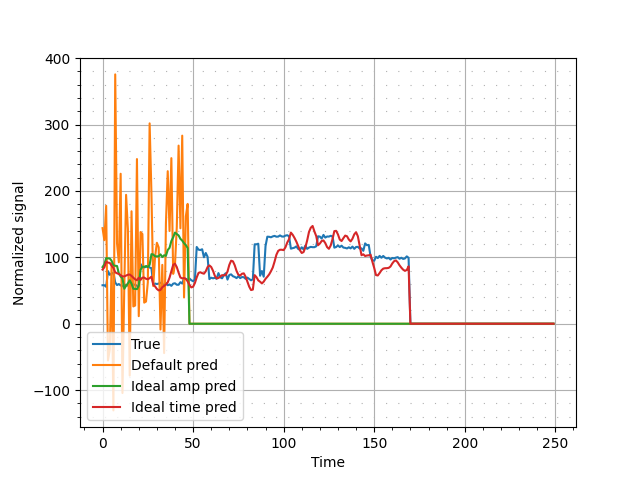 400
300
200
100
0
−100
Normalized signal
True
Default pred
Ideal amp pred
Ideal time pred
0 50 100 150 200 250
Time